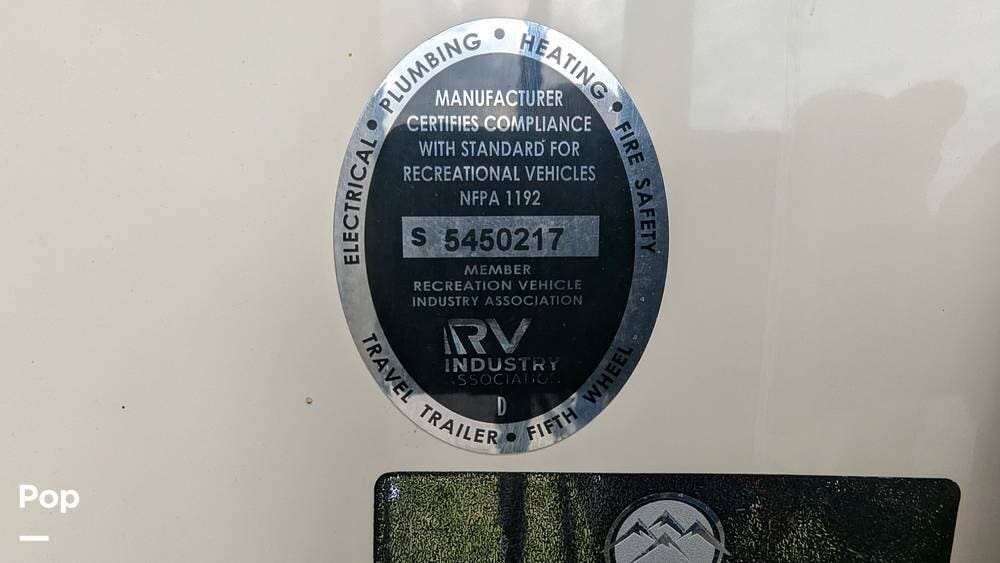 ELECTRICAL • PLUMBING • HEATING • FIRE SAFETY
MANUFACTURER
CERTIFIES COMPLIANCE
WITH STANDARD FOR
RECREATIONAL VEHICLES
NFPA 1192
S 5450217
MEMBER
RECREATION VEHICLE
INDUSTRY ASSOCIATION
RV
INDUSTRY
ASSOCIATION
D
TRAVEL TRAILER • FIFTH WHEEL
Pop